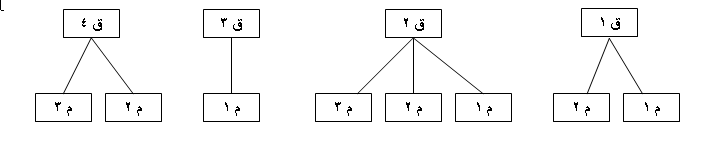 ق ١ ق ٢ ق ٣ ق ٤
م ١ م ٢ م ١ م ٢ م ٣ م ١ م ٢ م ٣